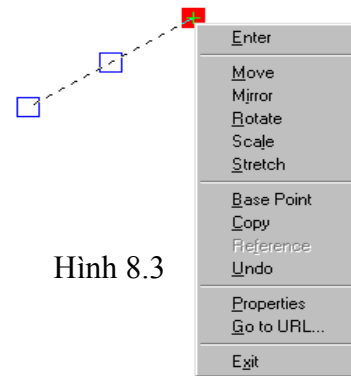 Enter
Move
Mirror
Rotate
Scale
Stretch
Base Point
Copy
Reference
Undo
Properties
Go to URL...
Exit
Hình 8.3